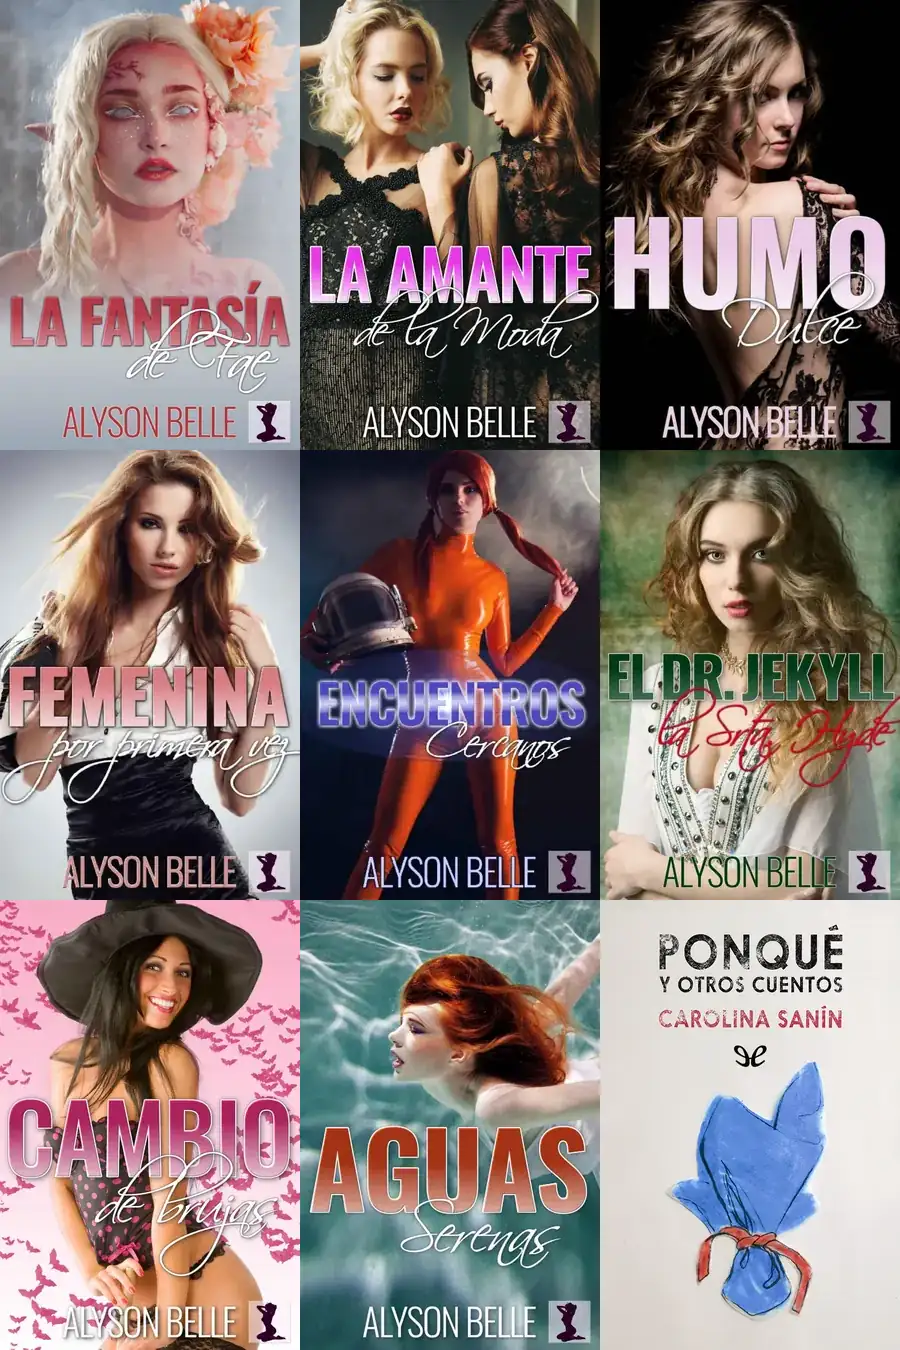 LA FANTASÍA
de Fae
ALYSON BELLE
LA AMANTE
de la Moda
ALYSON BELLE
HUMO
Dulce
ALYSON BELLE
FEMENINA
por primera vez
ALYSON BELLE
ENCUENTROS
Cercanos
ALYSON BELLE
EL DR. JEKYLL
la Srta. Hyde
ALYSON BELLE
CAMBIO
de brujas
ALYSON BELLE
AGUAS
Serenas
ALYSON BELLE
PONQUÉ
Y OTROS CUENTOS
CAROLINA SANÍN